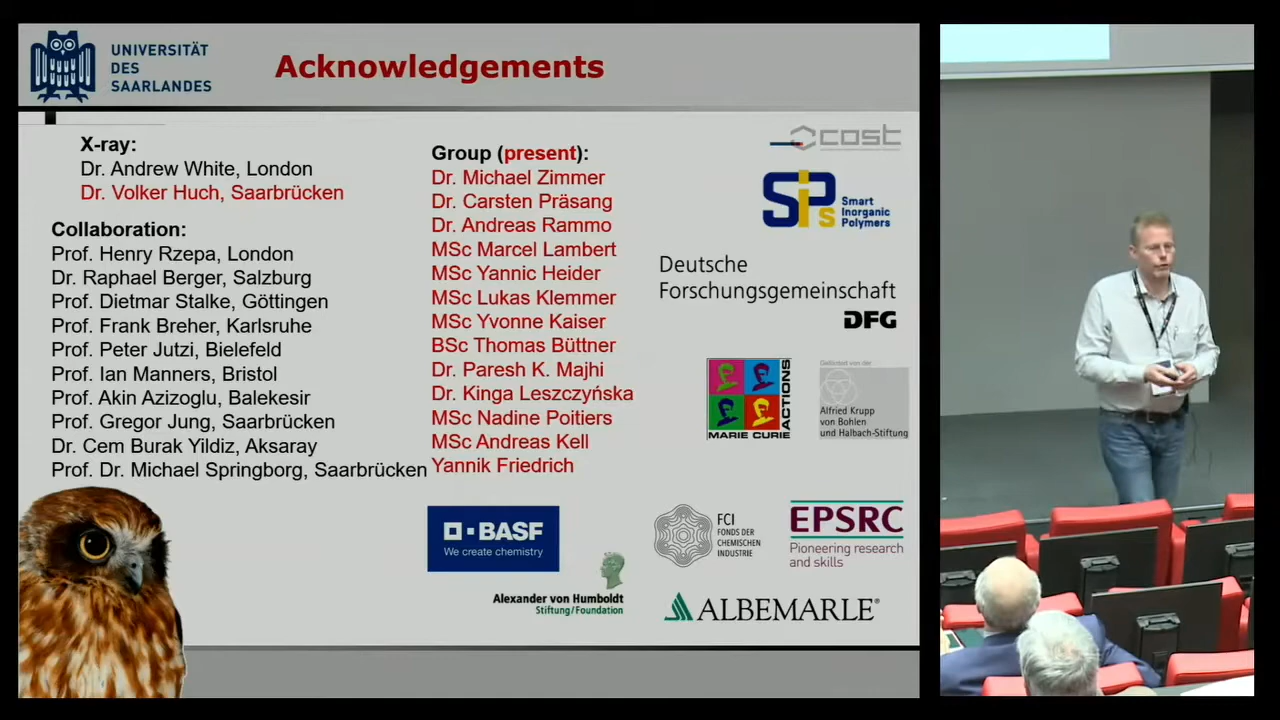 UNIVERSITÄT
DES
SAARLANDES
Acknowledgements
X-ray:
Dr. Andrew White, London
Dr. Volker Huch, Saarbrücken
Collaboration:
Prof. Henry Rzepa, London
Dr. Raphael Berger, Salzburg
Prof. Dietmar Stalke, Göttingen
Prof. Frank Breher, Karlsruhe
Prof. Peter Jutzi, Bielefeld
Prof. Ian Manners, Bristol
Prof. Akin Azizoglu, Balekesir
Prof. Gregor Jung, Saarbrücken
Dr. Cem Burak Yildiz, Aksaray
Prof. Dr. Michael Springborg, Saarbrücken
Group (present):
Dr. Michael Zimmer
Dr. Carsten Präsang
Dr. Andreas Rammo
MSc Marcel Lambert
MSc Yannic Heider
MSc Lukas Klemmer
MSc Yvonne Kaiser
BSc Thomas Büttner
Dr. Paresh K. Majhi
Dr. Kinga Leszczyńska
MSc Nadine Poitiers
MSc Andreas Kell
Yannik Friedrich
cost
SiPs
Smart
Inorganic
Polymers
Deutsche
Forschungsgemeinschaft
DFG
MARIE CURIE
ACTIONS
Gefördert von der
Alfried Krupp
von Bohlen
und Halbach-Stiftung
BASF
We create chemistry
FCI
FONDS DER
CHEMISCHEN
INDUSTRIE
EPSRC
Pioneering research
and skills
Alexander von Humboldt
Stiftung/Foundation
ALBEMARLE®